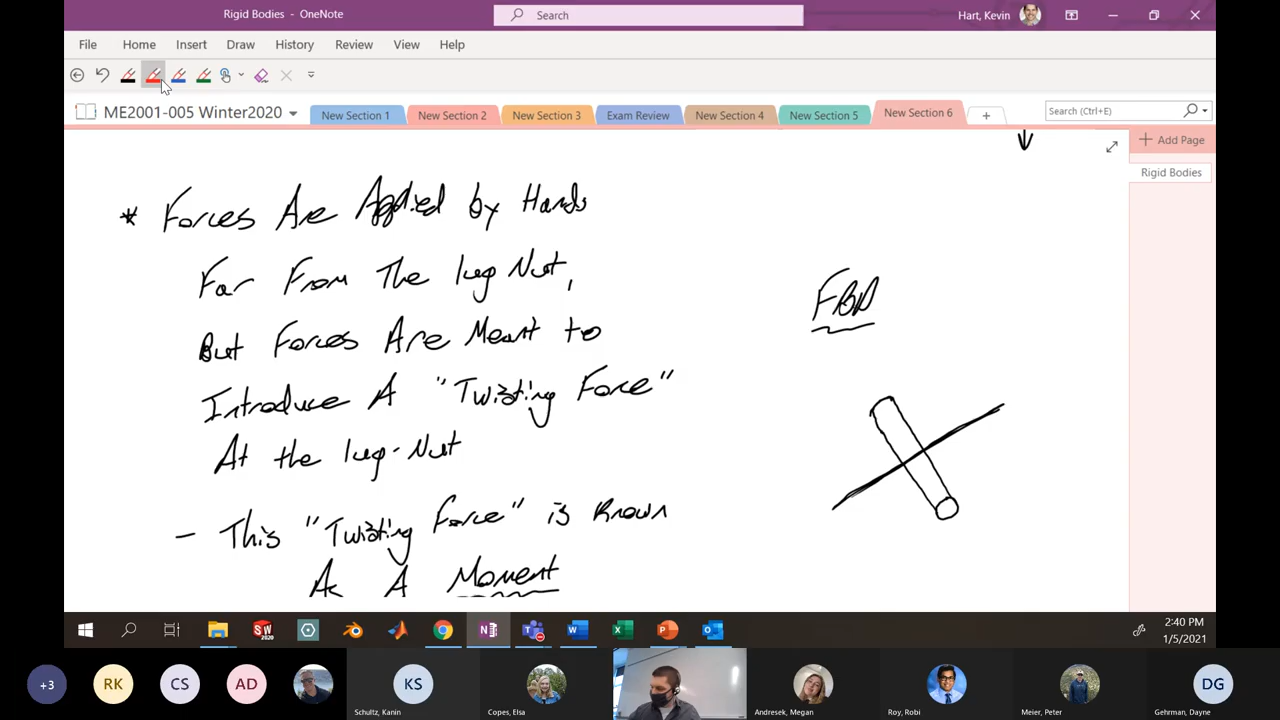 Rigid Bodies - OneNote
Search
Hart, Kevin
File Home Insert Draw History Review View Help
ME2001-005 Winter2020
New Section 1
New Section 2
New Section 3
Exam Review
New Section 4
New Section 5
New Section 6
Search (Ctrl+E)
Add Page
Rigid Bodies
* Forces Are Applied by Hands
Far From The lug Nut,
But Forces Are Meant to
Introduce A "Twisting Force"
At the lug-Nut
- This "Twisting Force" is Known
As A Moment
FBD
SW
2020
2:40 PM
1/5/2021
+3
RK
CS
AD
KS
DG
Schultz, Kanin
Copes, Elsa
Andresek, Megan
Roy, Robi
Meier, Peter
Gehrman, Dayne